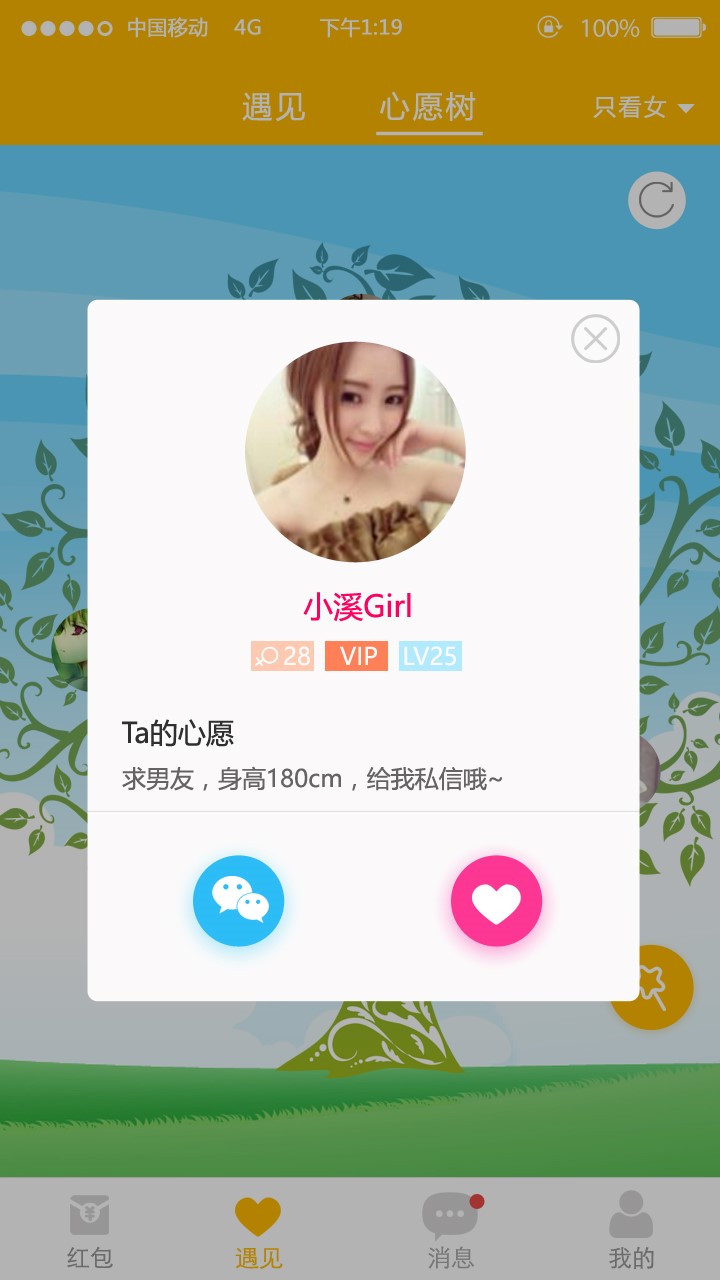 中国移动 4G 下午1:19 100%
遇见 心愿树 只看女
小溪Girl
28 VIP LV25
Ta的心愿
求男友，身高180cm，给我私信哦~
红包 遇见 消息 我的